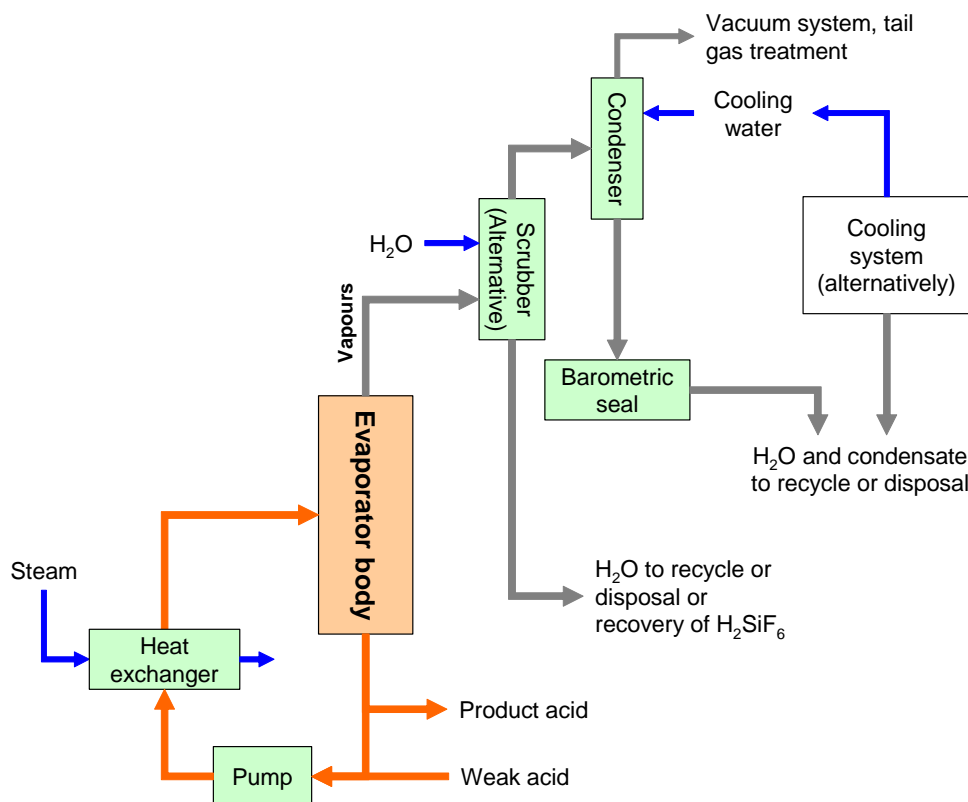 Vacuum system, tail
gas treatment
Condenser
Cooling
water
Scrubber
(Alternative)
H₂O
Cooling
system
(alternatively)
Vapours
Barometric
seal
Evaporator body
H₂O and condensate
to recycle or disposal
Steam
H₂O to recycle or
disposal or
recovery of H₂SiF₆
Heat
exchanger
Product acid
Pump
Weak acid